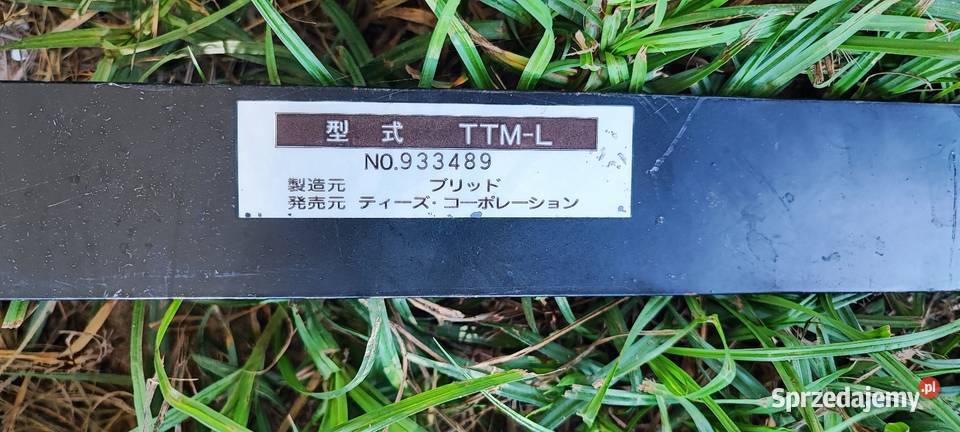 型式 TTM-L
NO.933489
製造元 ブリッド
発売元 ティーズ・コーポレーション
Sprzedajemy.pl